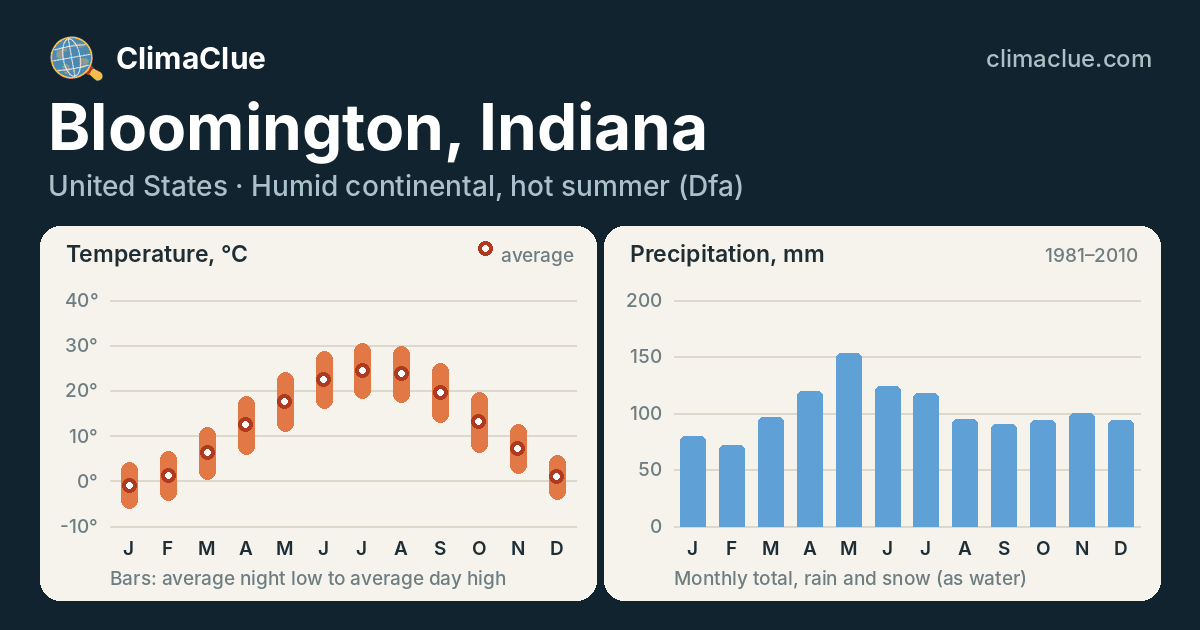 ClimaClue
climaclue.com
Bloomington, Indiana
United States · Humid continental, hot summer (Dfa)
Temperature, °C
average
40°
30°
20°
10°
0°
-10°
J F M A M J J A S O N D
Bars: average night low to average day high
Precipitation, mm
1981–2010
200
150
100
50
0
J F M A M J J A S O N D
Monthly total, rain and snow (as water)